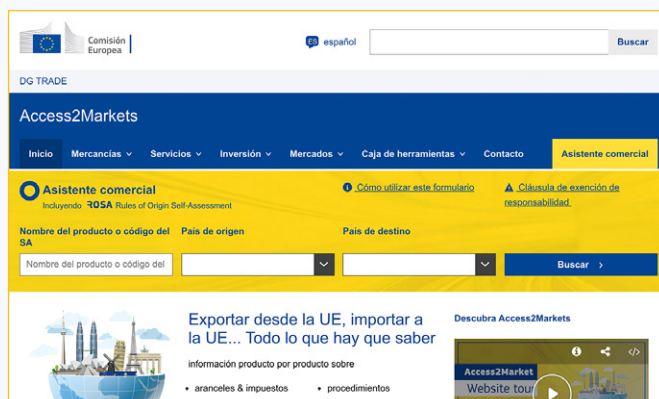 Comisión
Europea
ES español
Buscar
DG TRADE
Access2Markets
Inicio Mercancías Servicios Inversión Mercados Caja de herramientas Contacto Asistente comercial
Asistente comercial
Incluyendo ROSA Rules of Origin Self-Assessment
Cómo utilizar este formulario
Cláusula de exención de
responsabilidad
Nombre del producto o código del
SA
País de origen
País de destino
Nombre del producto o código del
Buscar
Exportar desde la UE, importar a
la UE... Todo lo que hay que saber
información producto por producto sobre
• aranceles & impuestos • procedimientos
Descubra Access2Markets
Access2Market
Website tour